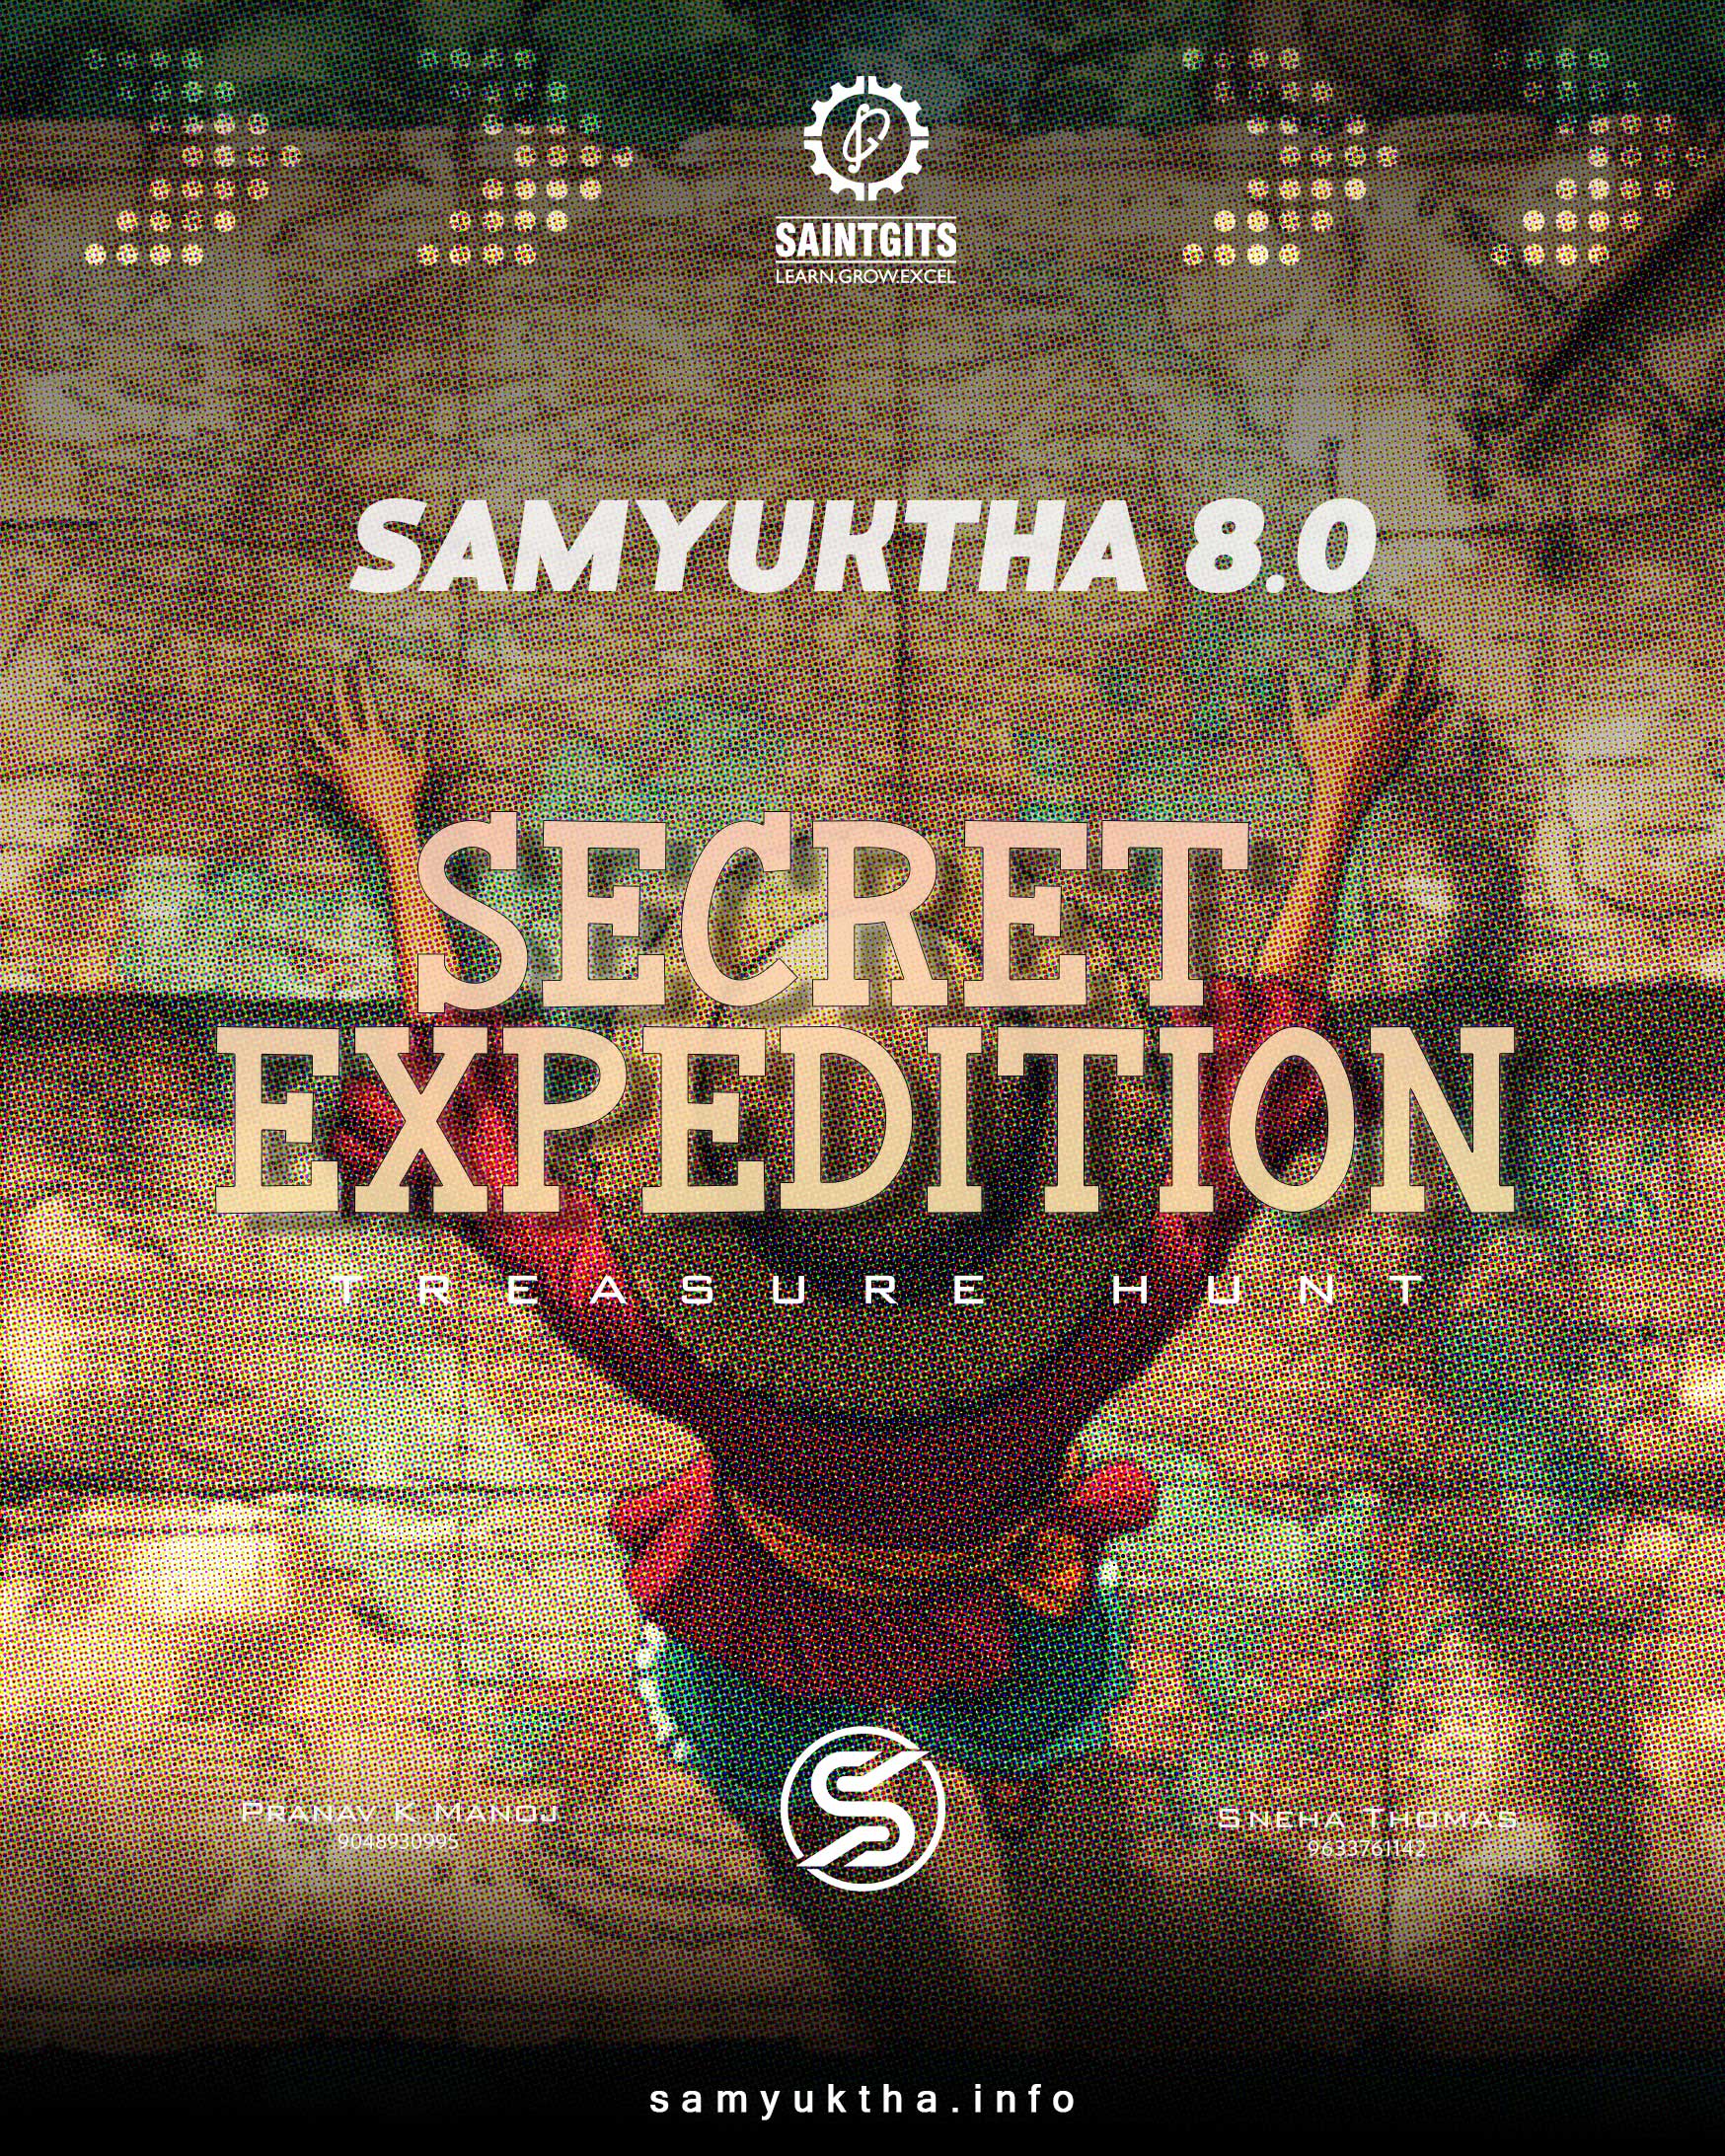 SAINTGITS
LEARN.GROW.EXCEL
SAMYUKTHA 8.0
SECRET
EXPEDITION
TREASURE HUNT
Pranav K Manoj
9048930995
Sneha Thomas
9633761142
samyuktha.info